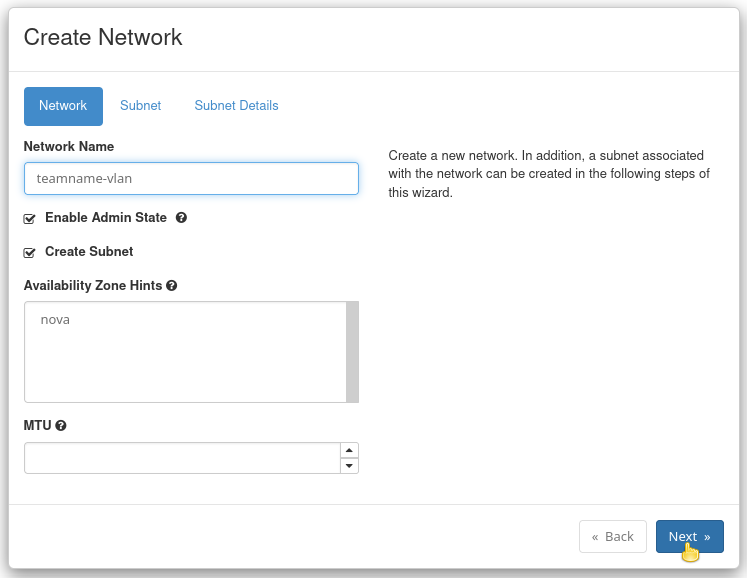 Create Network
Network Subnet Subnet Details
Network Name
teamname-vlan
Enable Admin State
Create Subnet
Availability Zone Hints
nova
MTU
Create a new network. In addition, a subnet associated
with the network can be created in the following steps of
this wizard.
« Back Next »